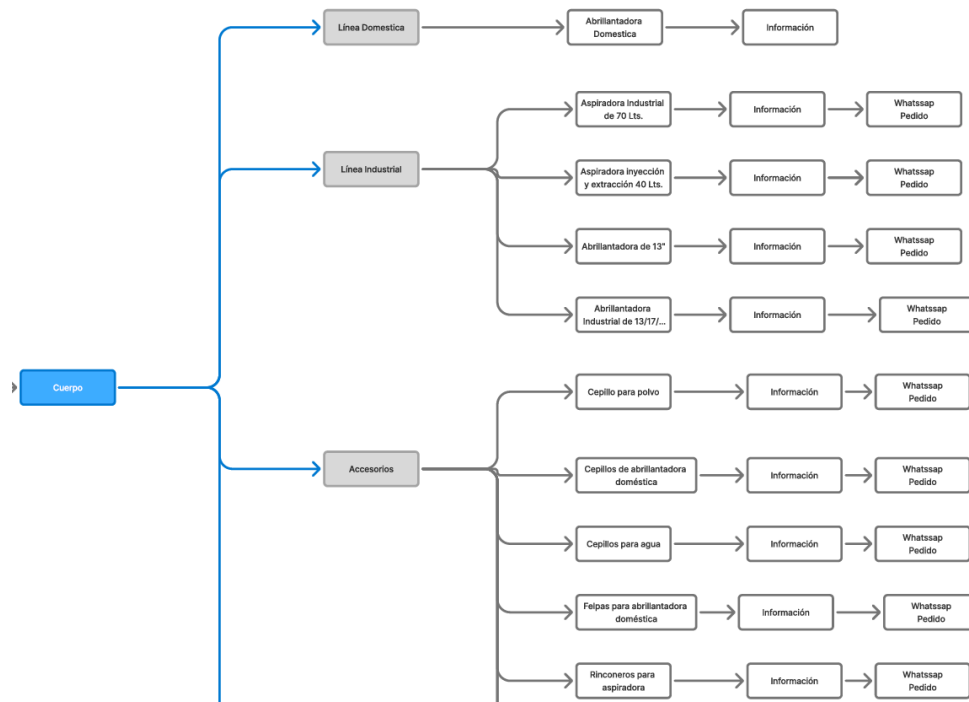 Línea Domestica
Abrillantadora
Domestica
Información
Aspiradora Industrial
de 70 Lts.
Información
Whatssap
Pedido
Línea Industrial
Aspiradora inyección
y extracción 40 Lts.
Información
Whatssap
Pedido
Abrillantadora de 13"
Información
Whatssap
Pedido
Abrillantadora
Industrial de 13/17/...
Información
Whatssap
Pedido
Cuerpo
Cepillo para polvo
Información
Whatssap
Pedido
Accesorios
Cepillos de abrillantadora
doméstica
Información
Whatssap
Pedido
Cepillos para agua
Información
Whatssap
Pedido
Felpas para abrillantadora
doméstica
Información
Whatssap
Pedido
Rinconeros para
aspiradora
Información
Whatssap
Pedido